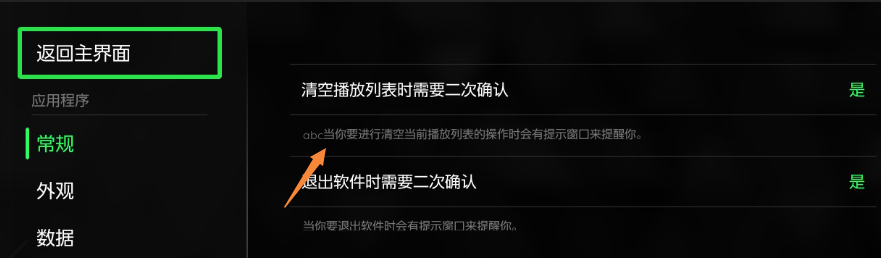 返回主界面
应用程序
常规
外观
数据
清空播放列表时需要二次确认
是
abc当你要进行清空当前播放列表的操作时会有提示窗口来提醒你。
退出软件时需要二次确认
是
当你要退出软件时会有提示窗口来提醒你。